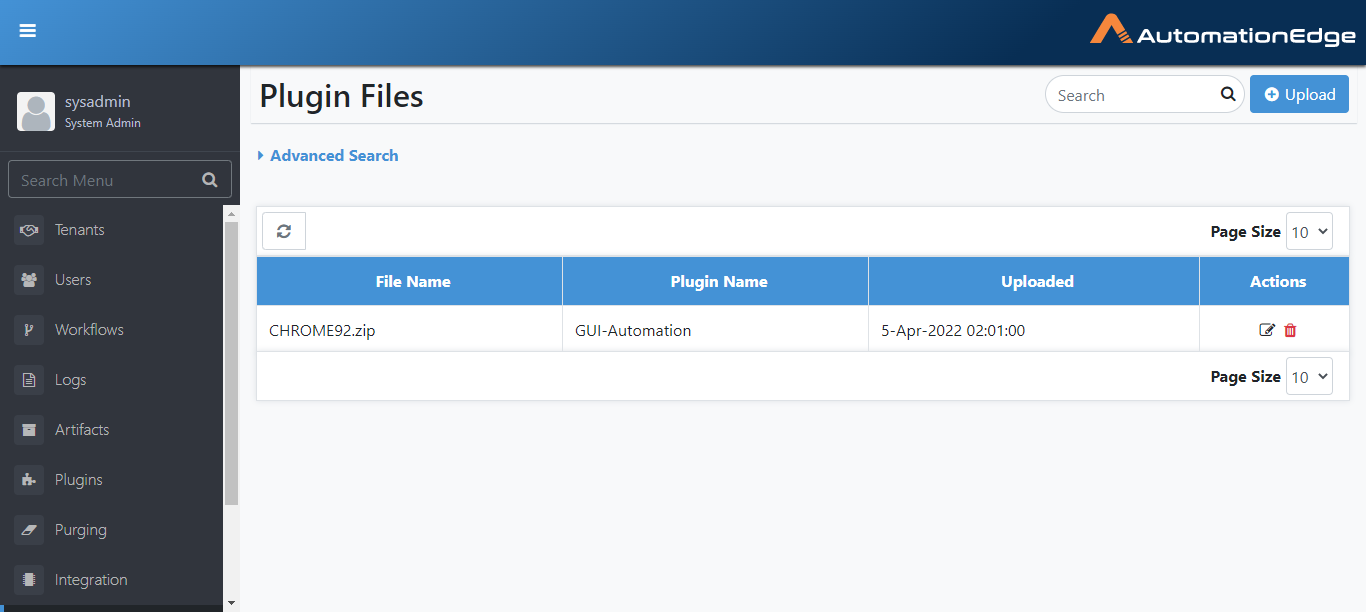 AutomationEdge
sysadmin
System Admin
Search Menu
Tenants
Users
Workflows
Logs
Artifacts
Plugins
Purging
Integration
Plugin Files
Search
Upload
Advanced Search
Page Size 10
File Name Plugin Name Uploaded Actions
CHROME92.zip GUI-Automation 5-Apr-2022 02:01:00
Page Size 10